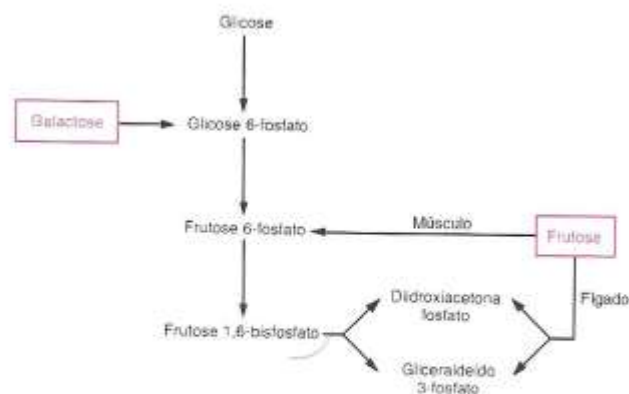 Glicose
Galactose
Glicose 6-fosfato
Frutose 6-fosfato
Músculo
Frutose
Fígado
Diidroxiacetona
fosfato
Frutose 1,6-bisfosfato
Gliceraldeído
3-fosfato